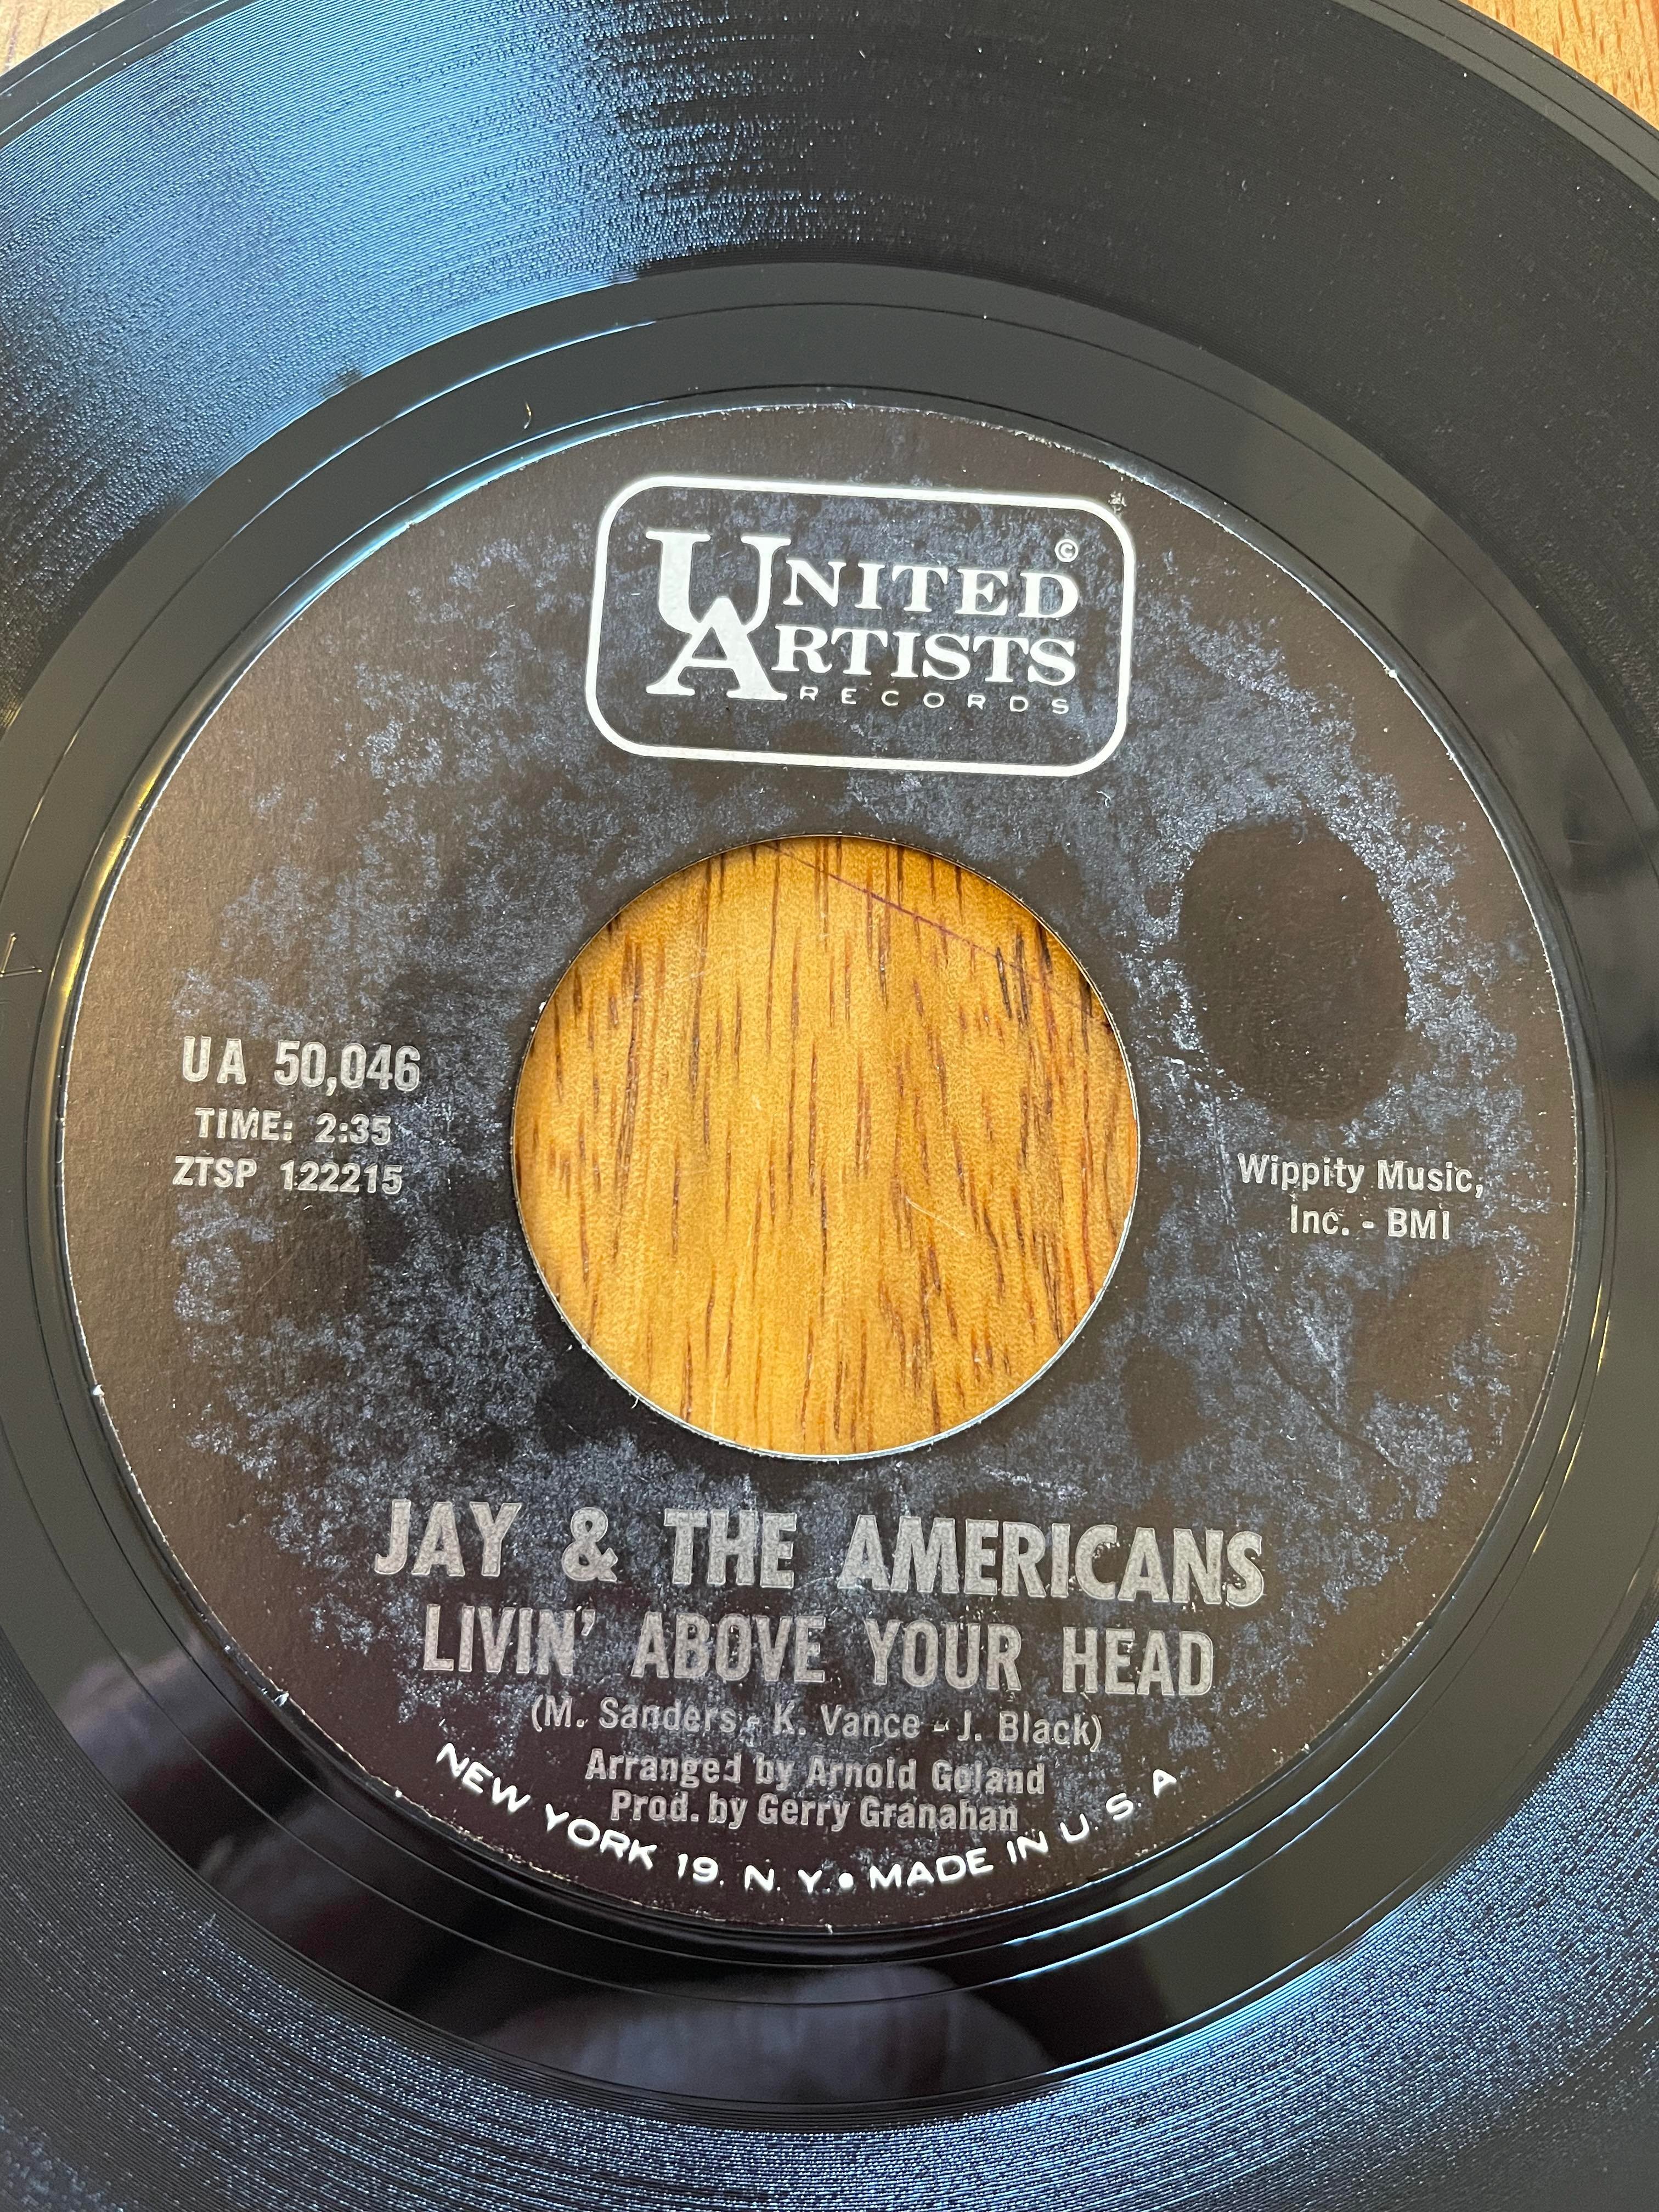 ©
UNITED
ARTISTS
RECORDS
UA 50,046
TIME: 2:35
ZTSP 122215
Wippity Music,
Inc. - BMI
JAY & THE AMERICANS
LIVIN' ABOVE YOUR HEAD
(M. Sanders - K. Vance - J. Black)
Arranged by Arnold Goland
Prod. by Gerry Granahan
NEW YORK 19, N. Y. • MADE IN U S A